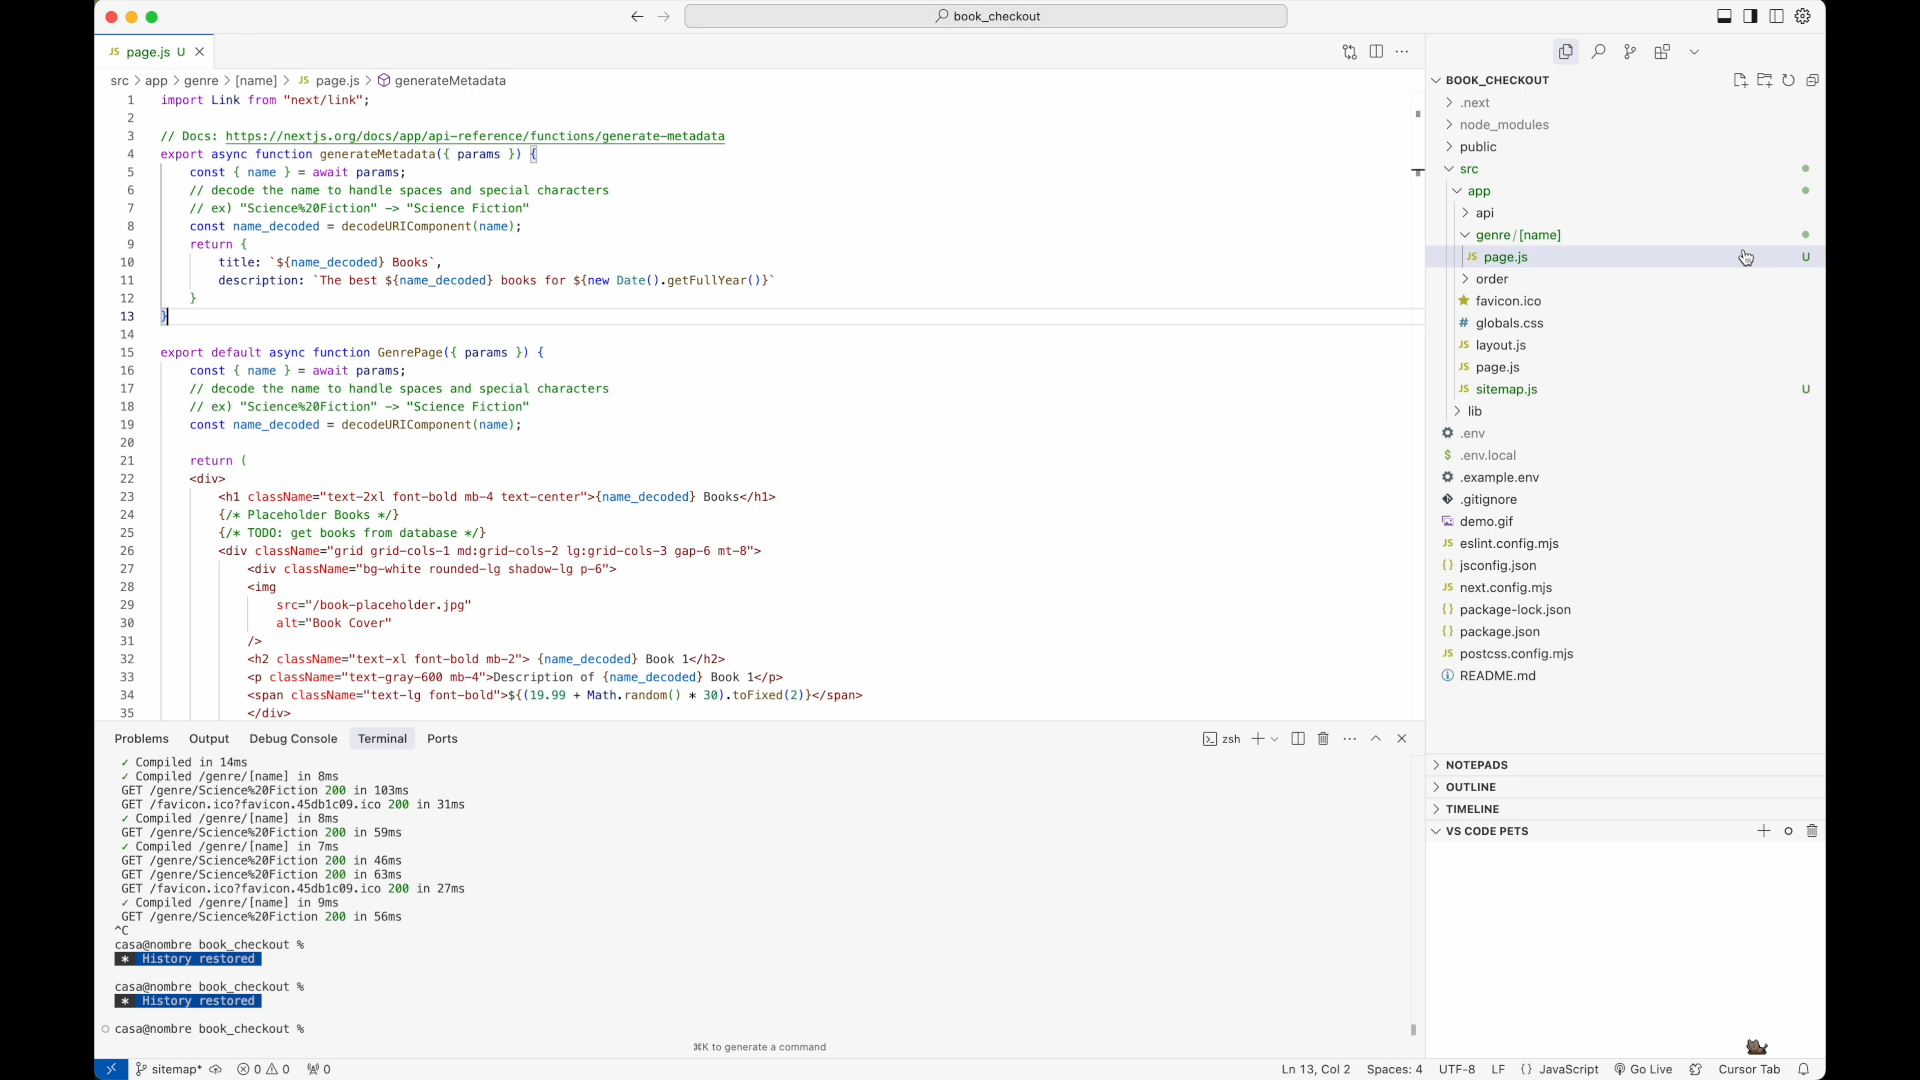 book_checkout
JS page.js U
src > app > genre > [name] > JS page.js > generateMetadata
1 import Link from "next/link";
2
3 // Docs: https://nextjs.org/docs/app/api-reference/functions/generate-metadata
4 export async function generateMetadata({ params }) {
5 const { name } = await params;
6 // decode the name to handle spaces and special characters
7 // ex) "Science%20Fiction" -> "Science Fiction"
8 const name_decoded = decodeURIComponent(name);
9 return {
10 title: `${name_decoded} Books`,
11 description: `The best ${name_decoded} books for ${new Date().getFullYear()}`
12 }
13 }
14
15 export default async function GenrePage({ params }) {
16 const { name } = await params;
17 // decode the name to handle spaces and special characters
18 // ex) "Science%20Fiction" -> "Science Fiction"
19 const name_decoded = decodeURIComponent(name);
20
21 return (
22 <div>
23 <h1 className="text-2xl font-bold mb-4 text-center">{name_decoded} Books</h1>
24 {/* Placeholder Books */}
25 {/* TODO: get books from database */}
26 <div className="grid grid-cols-1 md:grid-cols-2 lg:grid-cols-3 gap-6 mt-8">
27 <div className="bg-white rounded-lg shadow-lg p-6">
28 <img
29 src="/book-placeholder.jpg"
30 alt="Book Cover"
31 />
32 <h2 className="text-xl font-bold mb-2"> {name_decoded} Book 1</h2>
33 <p className="text-gray-600 mb-4">Description of {name_decoded} Book 1</p>
34 <span className="text-lg font-bold">${(19.99 + Math.random() * 30).toFixed(2)}</span>
35 </div>
Problems Output Debug Console Terminal Ports
zsh
✓ Compiled in 14ms
✓ Compiled /genre/[name] in 8ms
GET /genre/Science%20Fiction 200 in 103ms
GET /favicon.ico?favicon.45db1c09.ico 200 in 31ms
✓ Compiled /genre/[name] in 8ms
GET /genre/Science%20Fiction 200 in 59ms
✓ Compiled /genre/[name] in 7ms
GET /genre/Science%20Fiction 200 in 46ms
GET /genre/Science%20Fiction 200 in 63ms
GET /favicon.ico?favicon.45db1c09.ico 200 in 27ms
✓ Compiled /genre/[name] in 9ms
GET /genre/Science%20Fiction 200 in 56ms
^C
casa@nombre book_checkout %
* History restored
casa@nombre book_checkout %
* History restored
casa@nombre book_checkout %
⌘K to generate a command
BOOK_CHECKOUT
.next
node_modules
public
src
app
api
genre / [name]
JS page.js U
order
favicon.ico
# globals.css
JS layout.js
JS page.js
JS sitemap.js U
lib
.env
$ .env.local
.example.env
.gitignore
demo.gif
JS eslint.config.mjs
{} jsconfig.json
JS next.config.mjs
{} package-lock.json
{} package.json
JS postcss.config.mjs
README.md
NOTEPADS
OUTLINE
TIMELINE
VS CODE PETS
sitemap* 0 0 0 Ln 13, Col 2 Spaces: 4 UTF-8 LF {} JavaScript Go Live Cursor Tab